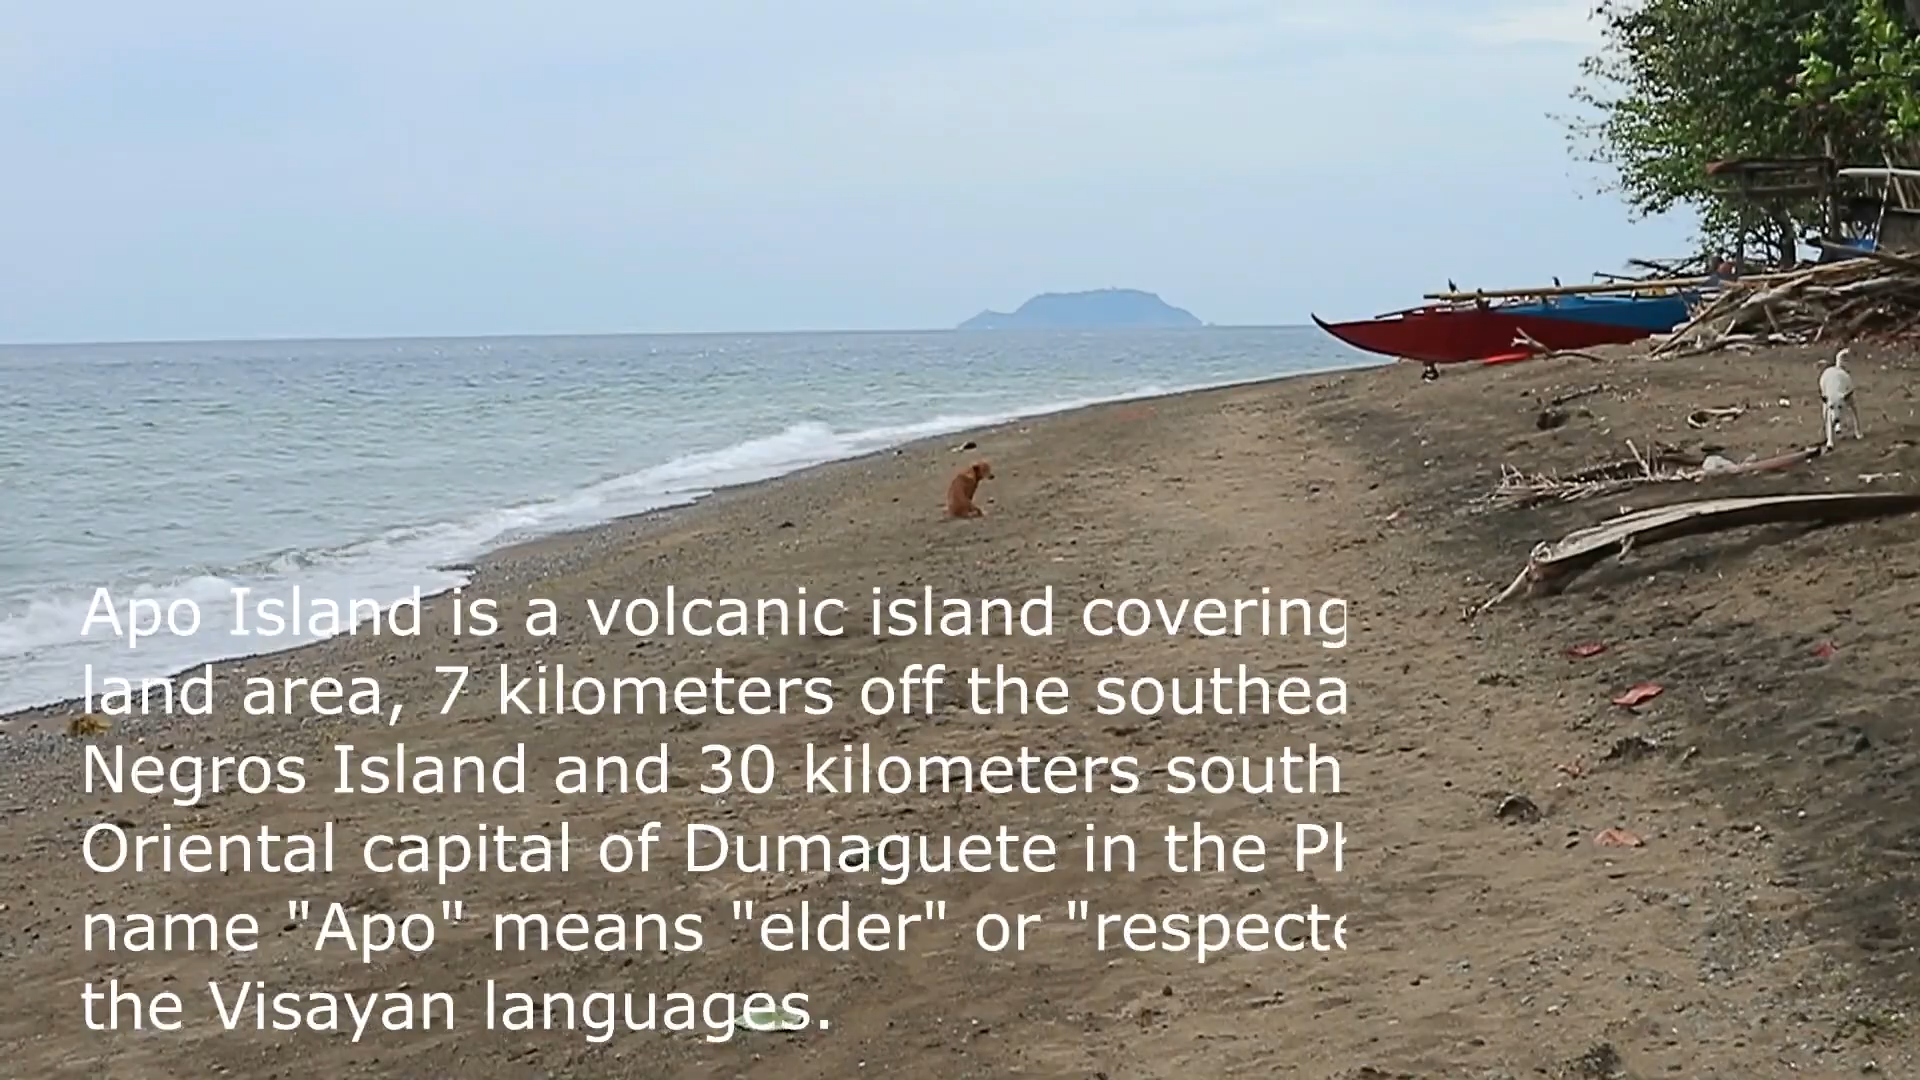 Apo Island is a volcanic island covering
land area, 7 kilometers off the southea
Negros Island and 30 kilometers south
Oriental capital of Dumaguete in the Ph
name "Apo" means "elder" or "respecte
the Visayan languages.